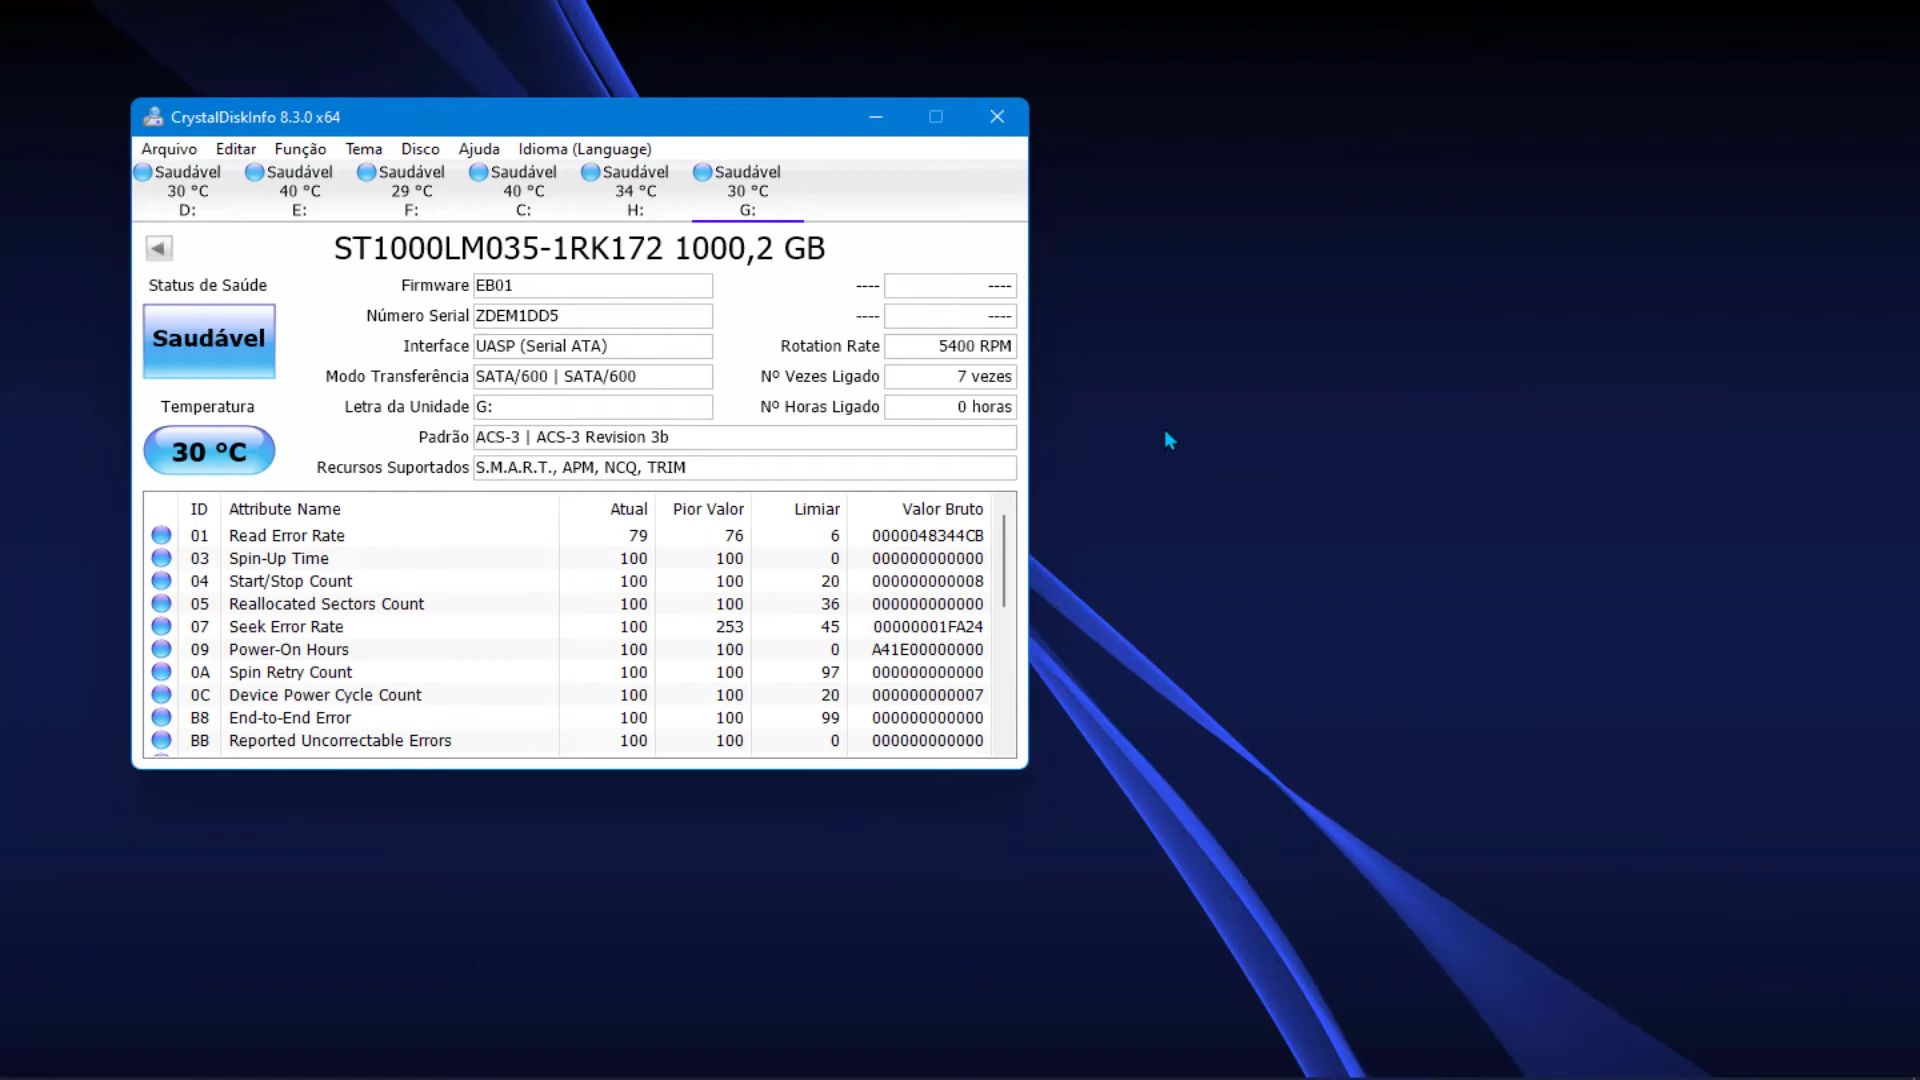 CrystalDiskInfo 8.3.0 x64
Arquivo Editar Função Tema Disco Ajuda Idioma (Language)
Saudável Saudável Saudável Saudável Saudável Saudável
30 °C 40 °C 29 °C 40 °C 34 °C 30 °C
D: E: F: C: H: G:
ST1000LM035-1RK172 1000,2 GB
Status de Saúde
Saudável
Temperatura
30 °C
Firmware EB01 ---- ----
Número Serial ZDEM1DD5 ---- ----
Interface UASP (Serial ATA) Rotation Rate 5400 RPM
Modo Transferência SATA/600 | SATA/600 Nº Vezes Ligado 7 vezes
Letra da Unidade G: Nº Horas Ligado 0 horas
Padrão ACS-3 | ACS-3 Revision 3b
Recursos Suportados S.M.A.R.T., APM, NCQ, TRIM
ID Attribute Name Atual Pior Valor Limiar Valor Bruto
01 Read Error Rate 79 76 6 0000048344CB
03 Spin-Up Time 100 100 0 000000000000
04 Start/Stop Count 100 100 20 000000000008
05 Reallocated Sectors Count 100 100 36 000000000000
07 Seek Error Rate 100 253 45 00000001FA24
09 Power-On Hours 100 100 0 A41E00000000
0A Spin Retry Count 100 100 97 000000000000
0C Device Power Cycle Count 100 100 20 000000000007
B8 End-to-End Error 100 100 99 000000000000
BB Reported Uncorrectable Errors 100 100 0 000000000000